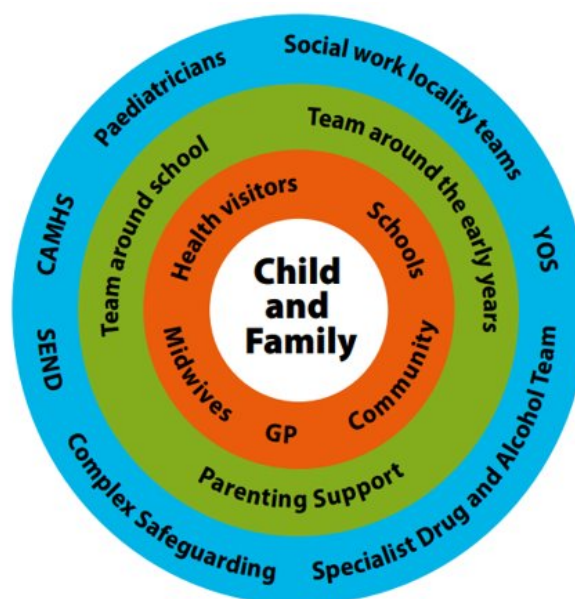 Child
and
Family
Health visitors
Schools
Community
GP
Midwives
Team around school
Team around the early years
Parenting Support
Paediatricians
Social work locality teams
YOS
Specialist Drug and Alcohol Team
Complex Safeguarding
SEND
CAMHS